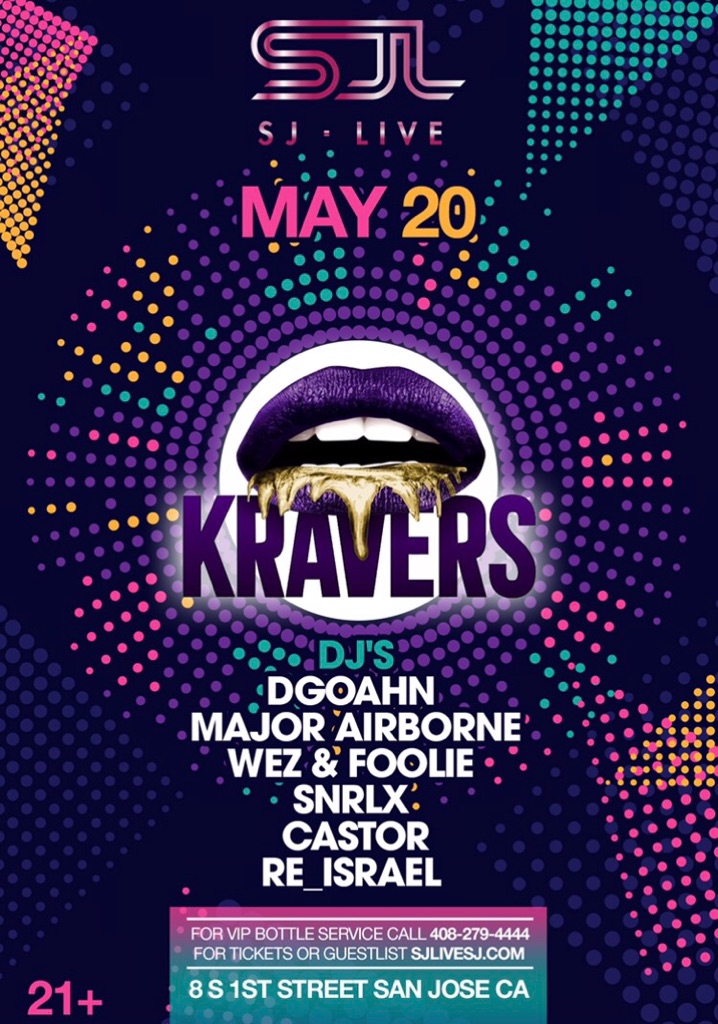 SJL
SJ - LIVE
MAY 20
KRAVERS
DJ'S
DGOAHN
MAJOR AIRBORNE
WEZ & FOOLIE
SNRLX
CASTOR
RE_ISRAEL
FOR VIP BOTTLE SERVICE CALL 408-279-4444
FOR TICKETS OR GUESTLIST SJLIVESJ.COM
8 S 1ST STREET SAN JOSE CA
21+